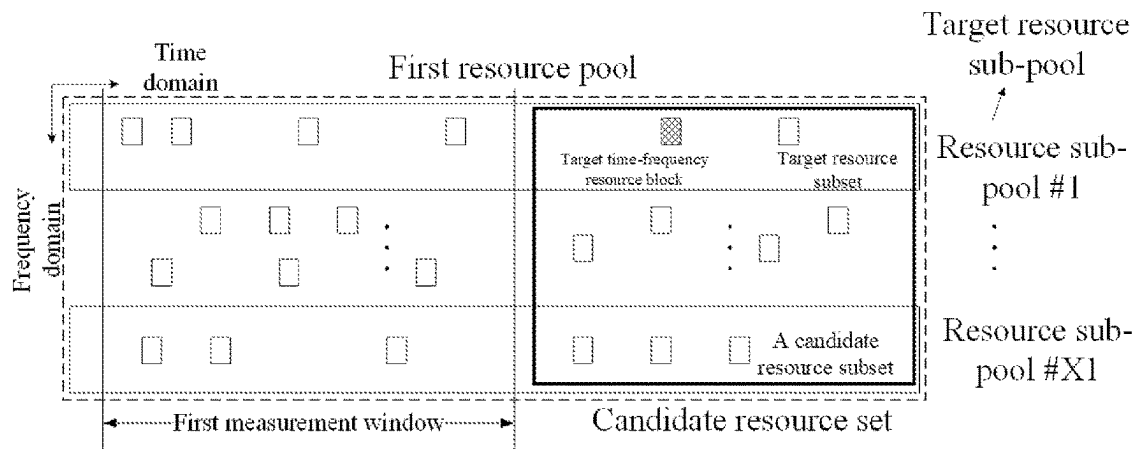 Target resource
sub-pool
Time
domain
First resource pool
Resource sub-
pool #1
Target time-frequency
resource block
Target resource
subset
Frequency
domain
A candidate
resource subset
Resource sub-
pool #X1
First measurement window
Candidate resource set